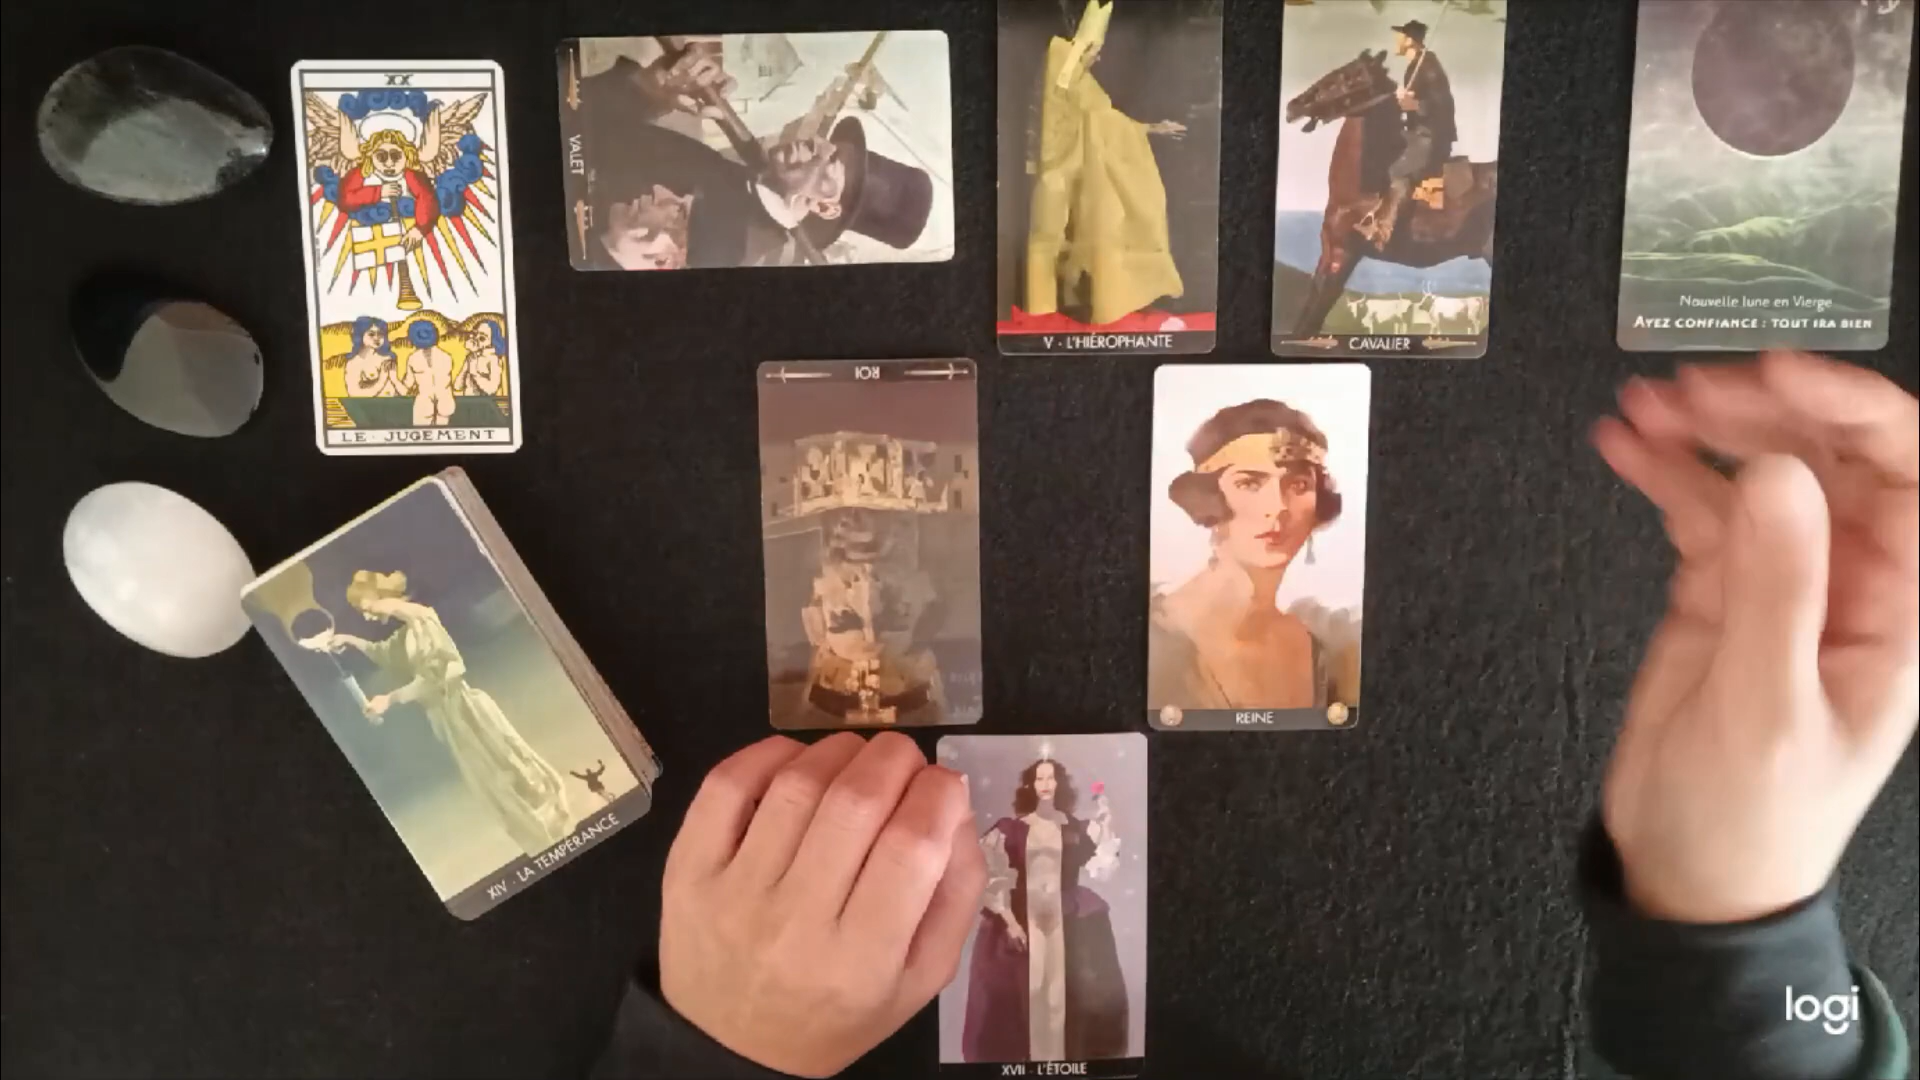 XX
LE · JUGEMENT
VALET
V · L'HIÉROPHANTE
CAVALIER
Nouvelle lune en Vierge
AYEZ CONFIANCE : TOUT IRA BIEN
ROI
REINE
XIV · LA TEMPÉRANCE
XVII · L'ÉTOILE
logi